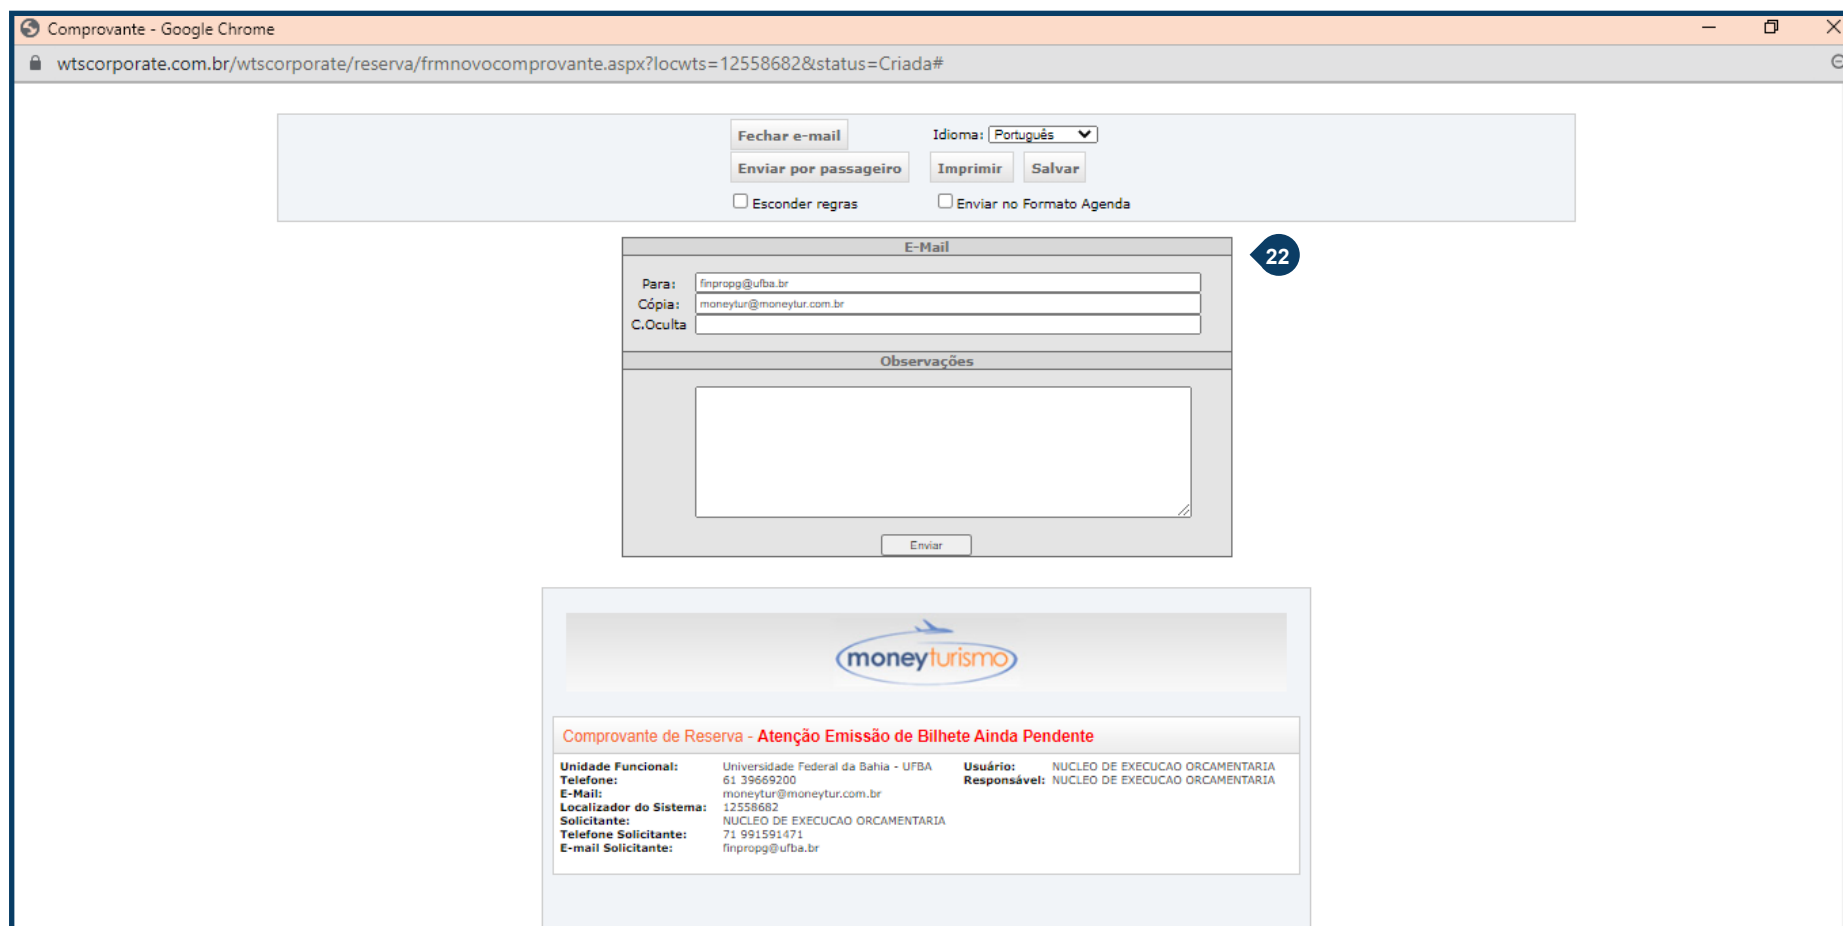 Comprovante - Google Chrome
wtscorporate.com.br/wtscorporate/reserva/frmnovocomprovante.aspx?locwts=12558682&status=Criada#
Fechar e-mail Idioma: Português
Enviar por passageiro Imprimir Salvar
Esconder regras Enviar no Formato Agenda
E-Mail
22
Para: finpropg@ufba.br
Cópia: moneytur@moneytur.com.br
C.Oculta
Observações
Enviar
moneyturismo
Comprovante de Reserva - Atenção Emissão de Bilhete Ainda Pendente
Unidade Funcional: Universidade Federal da Bahia - UFBA Usuário: NUCLEO DE EXECUCAO ORCAMENTARIA
Telefone: 61 39669200 Responsável: NUCLEO DE EXECUCAO ORCAMENTARIA
E-Mail: moneytur@moneytur.com.br
Localizador do Sistema: 12558682
Solicitante: NUCLEO DE EXECUCAO ORCAMENTARIA
Telefone Solicitante: 71 991591471
E-mail Solicitante: finpropg@ufba.br